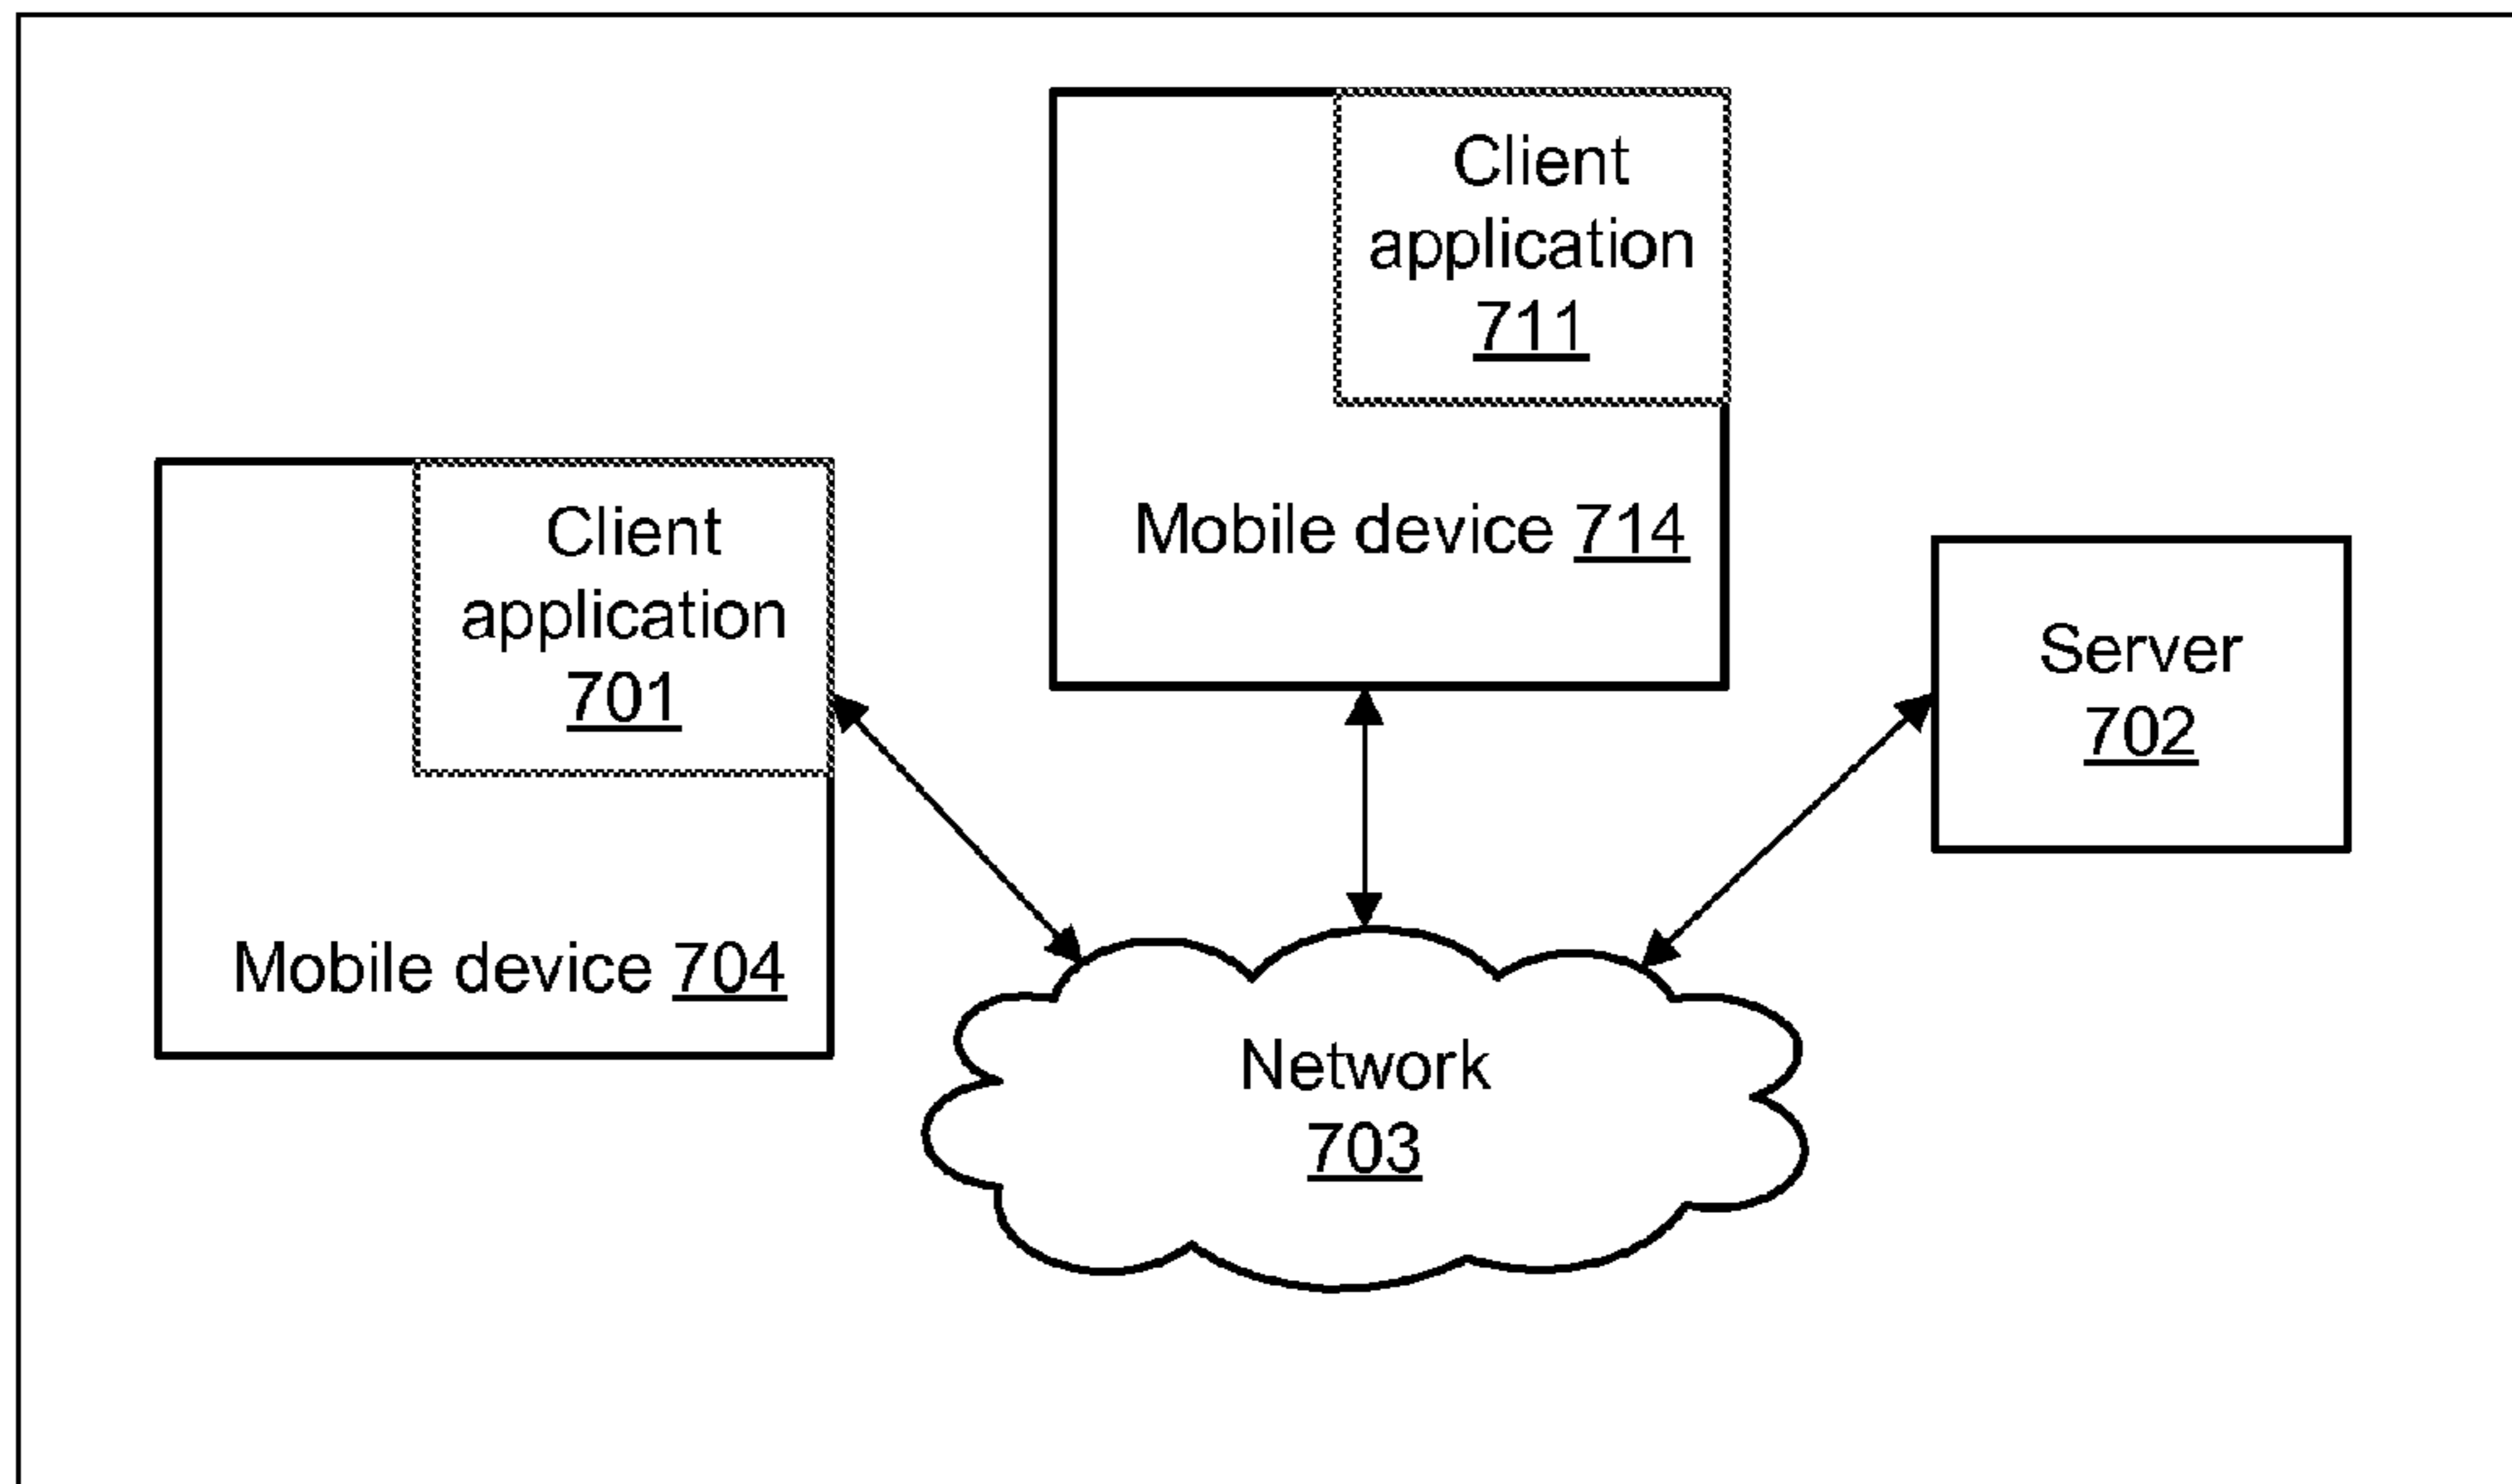 Client
application
711
Mobile device 714
Client
application
701
Mobile device 704
Server
702
Network
703